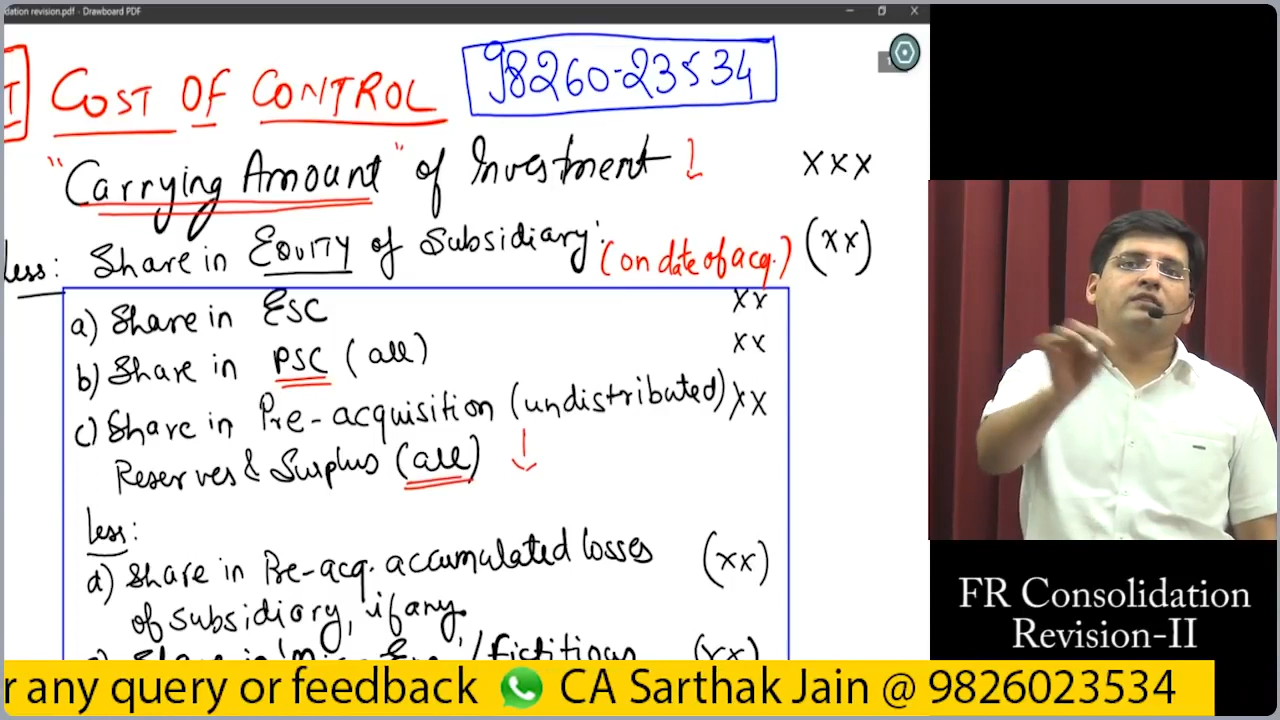 dation revision.pdf - Drawboard PDF
COST OF CONTROL 98260-23534
"Carrying Amount" of Investment xxx
less: Share in EQUITY of Subsidiary: (on date of acq.) (xx)
a) Share in ESC xx
b) Share in PSC (all) xx
c) Share in Pre-acquisition (undistributed) xx
Reserves & Surplus (all)
less:
d) Share in Pre-acq. accumulated losses (xx)
of subsidiary, if any.
FR Consolidation
Revision-II
r any query or feedback CA Sarthak Jain @ 9826023534